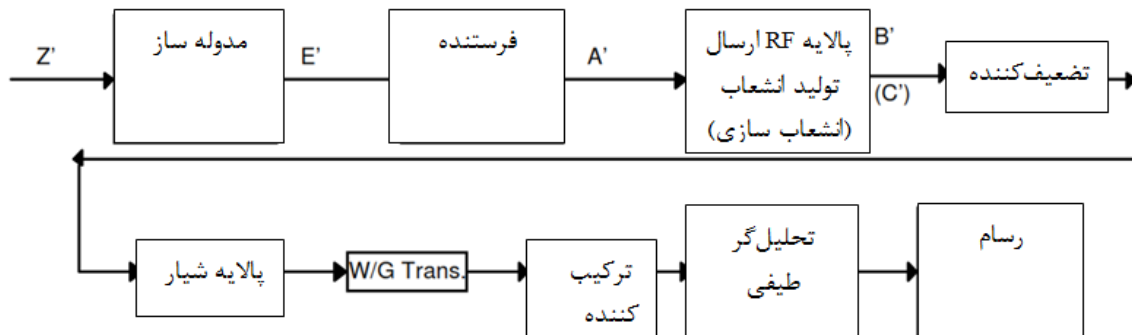 Z'
مدوله ساز
E'
فرستنده
A'
پالایه RF ارسال
تولید انشعاب
(انشعاب سازی)
B'
(C')
تضعیف‌کننده
پالایه شیار
W/G Trans.
ترکیب
کننده
تحلیل‌گر
طیفی
رسام